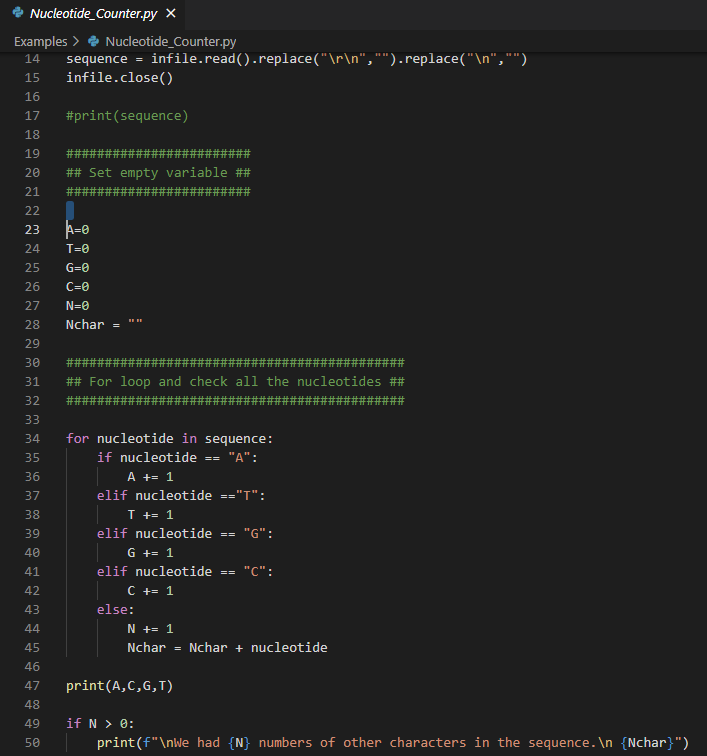 Nucleotide_Counter.py ×
Examples > Nucleotide_Counter.py
14 sequence = infile.read().replace("\r\n","").replace("\n","")
15 infile.close()
16
17 #print(sequence)
18
19 ########################
20 ## Set empty variable ##
21 ########################
22
23 A=0
24 T=0
25 G=0
26 C=0
27 N=0
28 Nchar = ""
29
30 ############################################
31 ## For loop and check all the nucleotides ##
32 ############################################
33
34 for nucleotide in sequence:
35     if nucleotide == "A":
36         A += 1
37     elif nucleotide =="T":
38         T += 1
39     elif nucleotide == "G":
40         G += 1
41     elif nucleotide == "C":
42         C += 1
43     else:
44         N += 1
45         Nchar = Nchar + nucleotide
46
47 print(A,C,G,T)
48
49 if N > 0:
50     print(f"\nWe had {N} numbers of other characters in the sequence.\n {Nchar}")